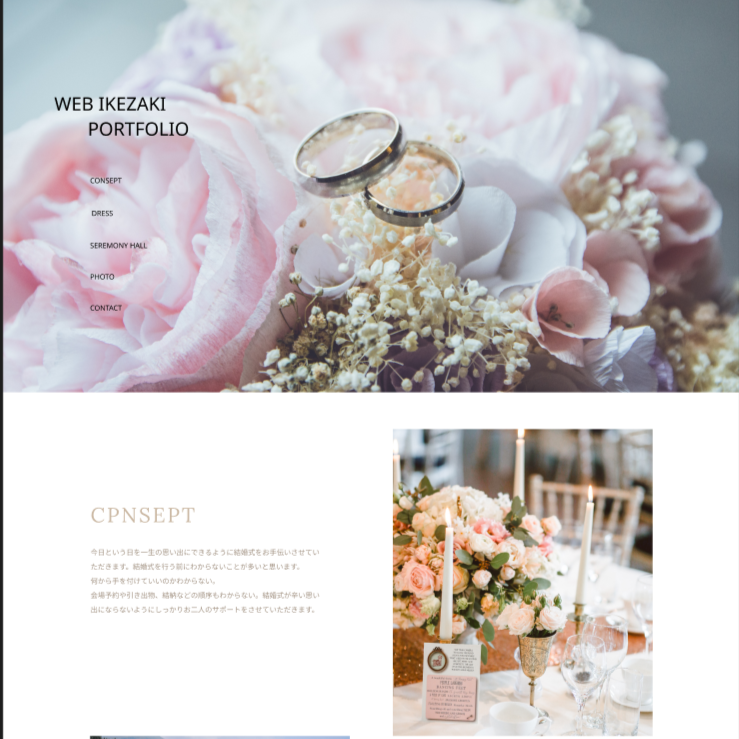 WEB IKEZAKI
PORTFOLIO
CONSEPT
DRESS
SEREMONY HALL
PHOTO
CONTACT
CPNSEPT
今日という日を一生の思い出にできるように結婚式をお手伝いさせてい
ただきます。結婚式を行う前にわからないことが多いと思います。
何から手を付けていいのかわからない。
会場予約や引き出物、結納などの順序もわからない。結婚式が辛い思い
出にならないようにしっかりお二人のサポートをさせていただきます。